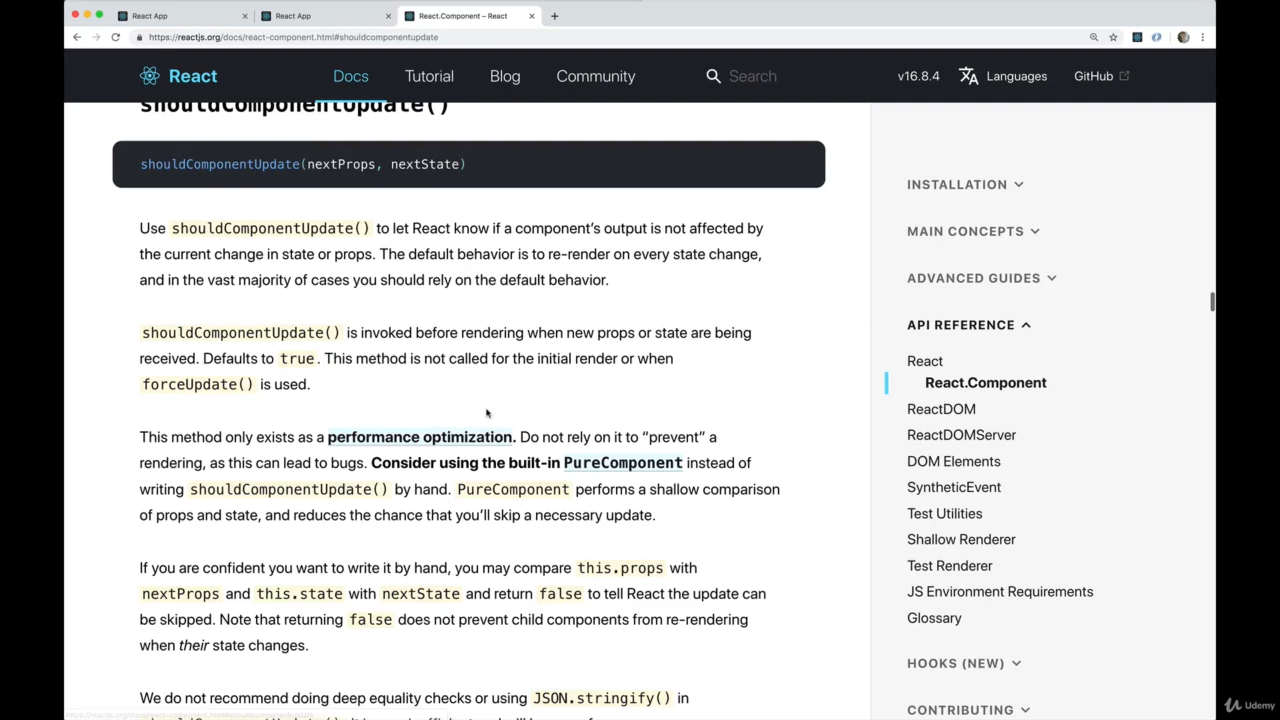 React App
React App
React.Component – React
https://reactjs.org/docs/react-component.html#shouldcomponentupdate
React
Docs
Tutorial
Blog
Community
Search
v16.8.4
Languages
GitHub
shouldComponentUpdate()
shouldComponentUpdate(nextProps, nextState)
Use shouldComponentUpdate() to let React know if a component's output is not affected by
the current change in state or props. The default behavior is to re-render on every state change,
and in the vast majority of cases you should rely on the default behavior.
shouldComponentUpdate() is invoked before rendering when new props or state are being
received. Defaults to true. This method is not called for the initial render or when
forceUpdate() is used.
This method only exists as a performance optimization. Do not rely on it to “prevent” a
rendering, as this can lead to bugs. Consider using the built-in PureComponent instead of
writing shouldComponentUpdate() by hand. PureComponent performs a shallow comparison
of props and state, and reduces the chance that you'll skip a necessary update.
If you are confident you want to write it by hand, you may compare this.props with
nextProps and this.state with nextState and return false to tell React the update can
be skipped. Note that returning false does not prevent child components from re-rendering
when their state changes.
We do not recommend doing deep equality checks or using JSON.stringify() in
https://reactjs.org/docs/react-component.html#shouldcomponentupdate
INSTALLATION
MAIN CONCEPTS
ADVANCED GUIDES
API REFERENCE
React
React.Component
ReactDOM
ReactDOMServer
DOM Elements
SyntheticEvent
Test Utilities
Shallow Renderer
Test Renderer
JS Environment Requirements
Glossary
HOOKS (NEW)
CONTRIBUTING
Udemy